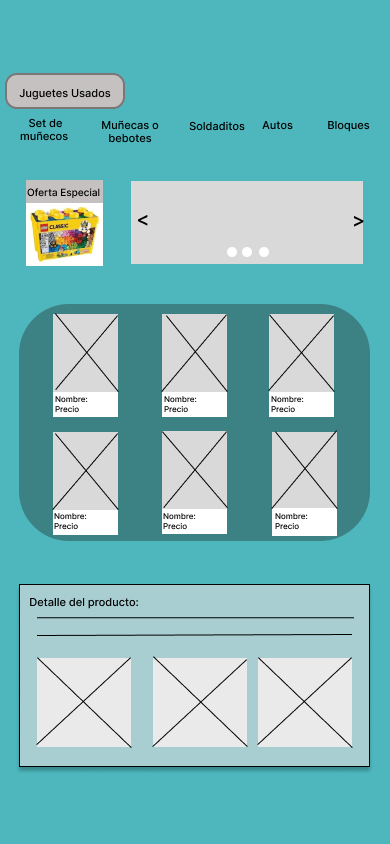 Juguetes Usados
Set de
muñecos
Muñecas o
bebotes
Soldaditos
Autos
Bloques
Oferta Especial
LEGO CLASSIC
<
>
Nombre:
Precio
Nombre:
Precio
Nombre:
Precio
Nombre:
Precio
Nombre:
Precio
Nombre:
Precio
Detalle del producto: